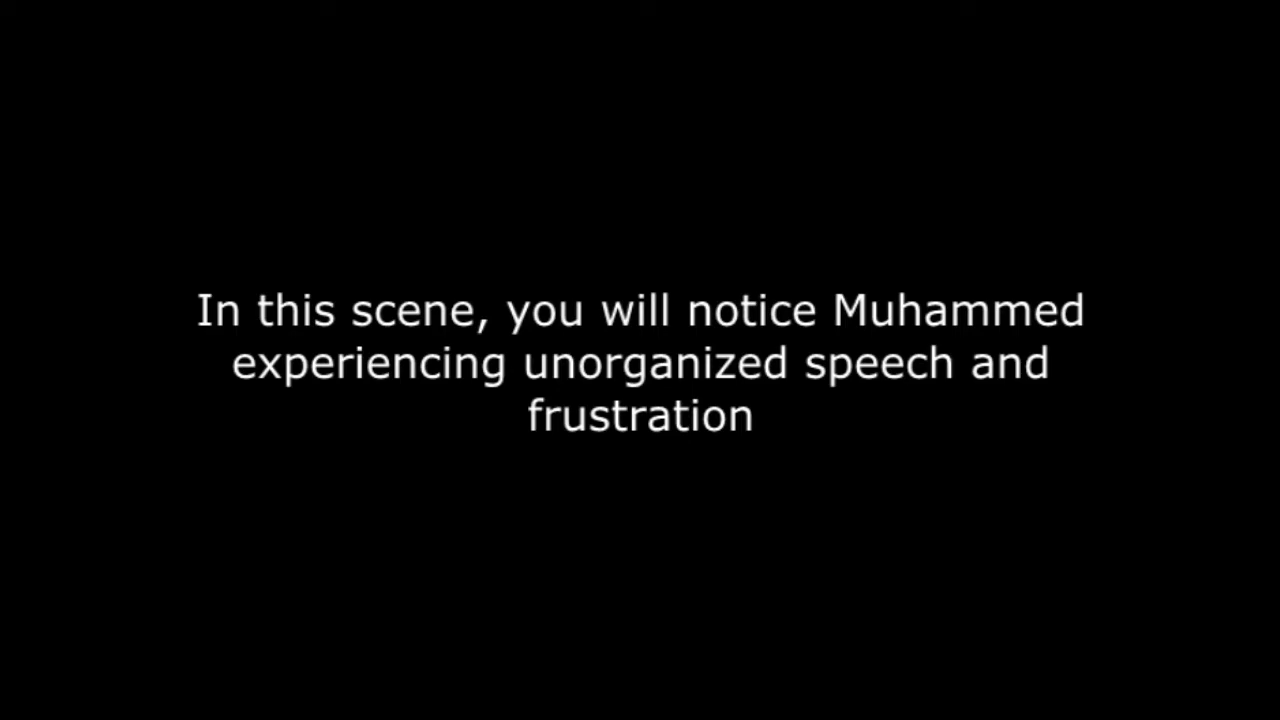 In this scene, you will notice Muhammed
experiencing unorganized speech and
frustration